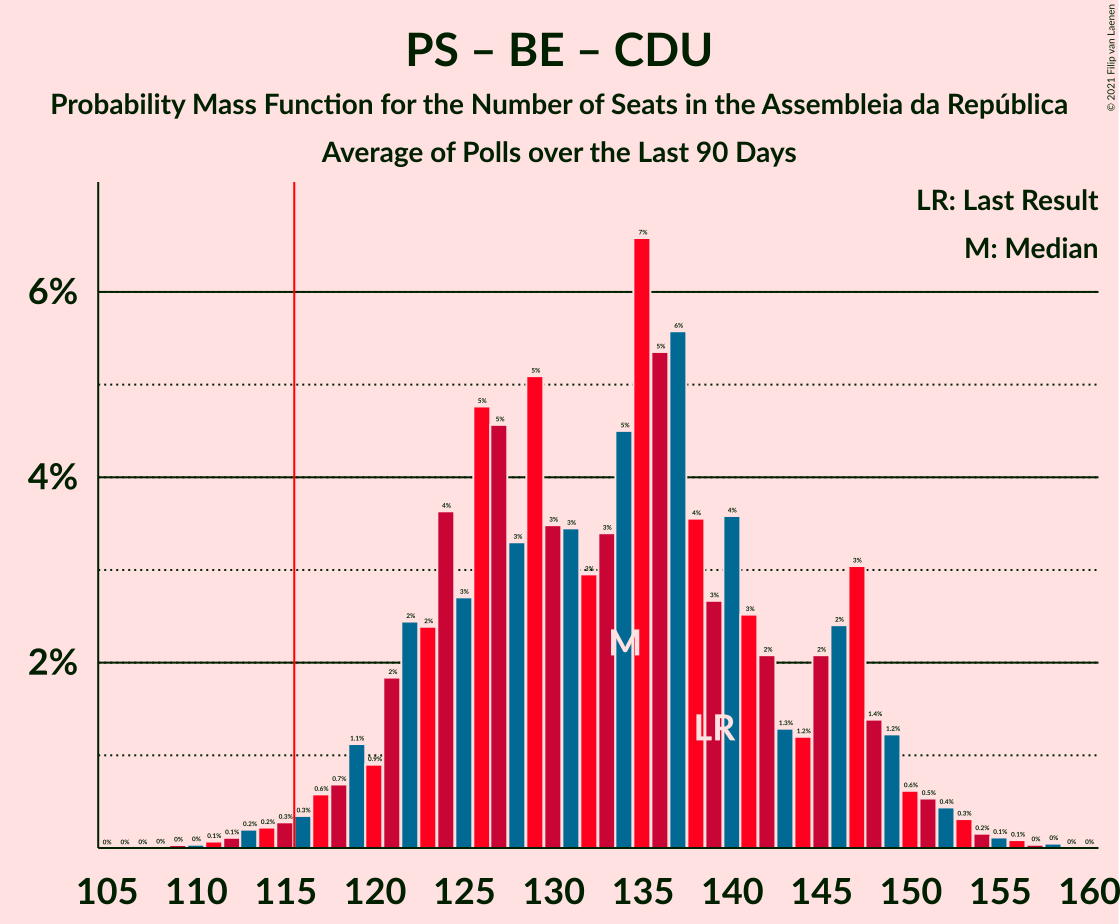 PS – BE – CDU
Probability Mass Function for the Number of Seats in the Assembleia da República
Average of Polls over the Last 90 Days
© 2021 Filip van Laenen
LR: Last Result
M: Median
6%
4%
2%
0% 0% 0% 0% 0% 0% 0.1% 0.1% 0.2% 0.2% 0.3% 0.3% 0.6% 0.7% 1.1% 0.9% 2% 2% 2% 4% 3% 5% 5% 3% 5% 3% 3% 3% 3% 5% 7% 5% 6% 4% 3% 4% 3% 2% 1.3% 1.2% 2% 2% 3% 1.4% 1.2% 0.6% 0.5% 0.4% 0.3% 0.2% 0.1% 0.1% 0% 0% 0% 0%
M
LR
105 110 115 120 125 130 135 140 145 150 155 160